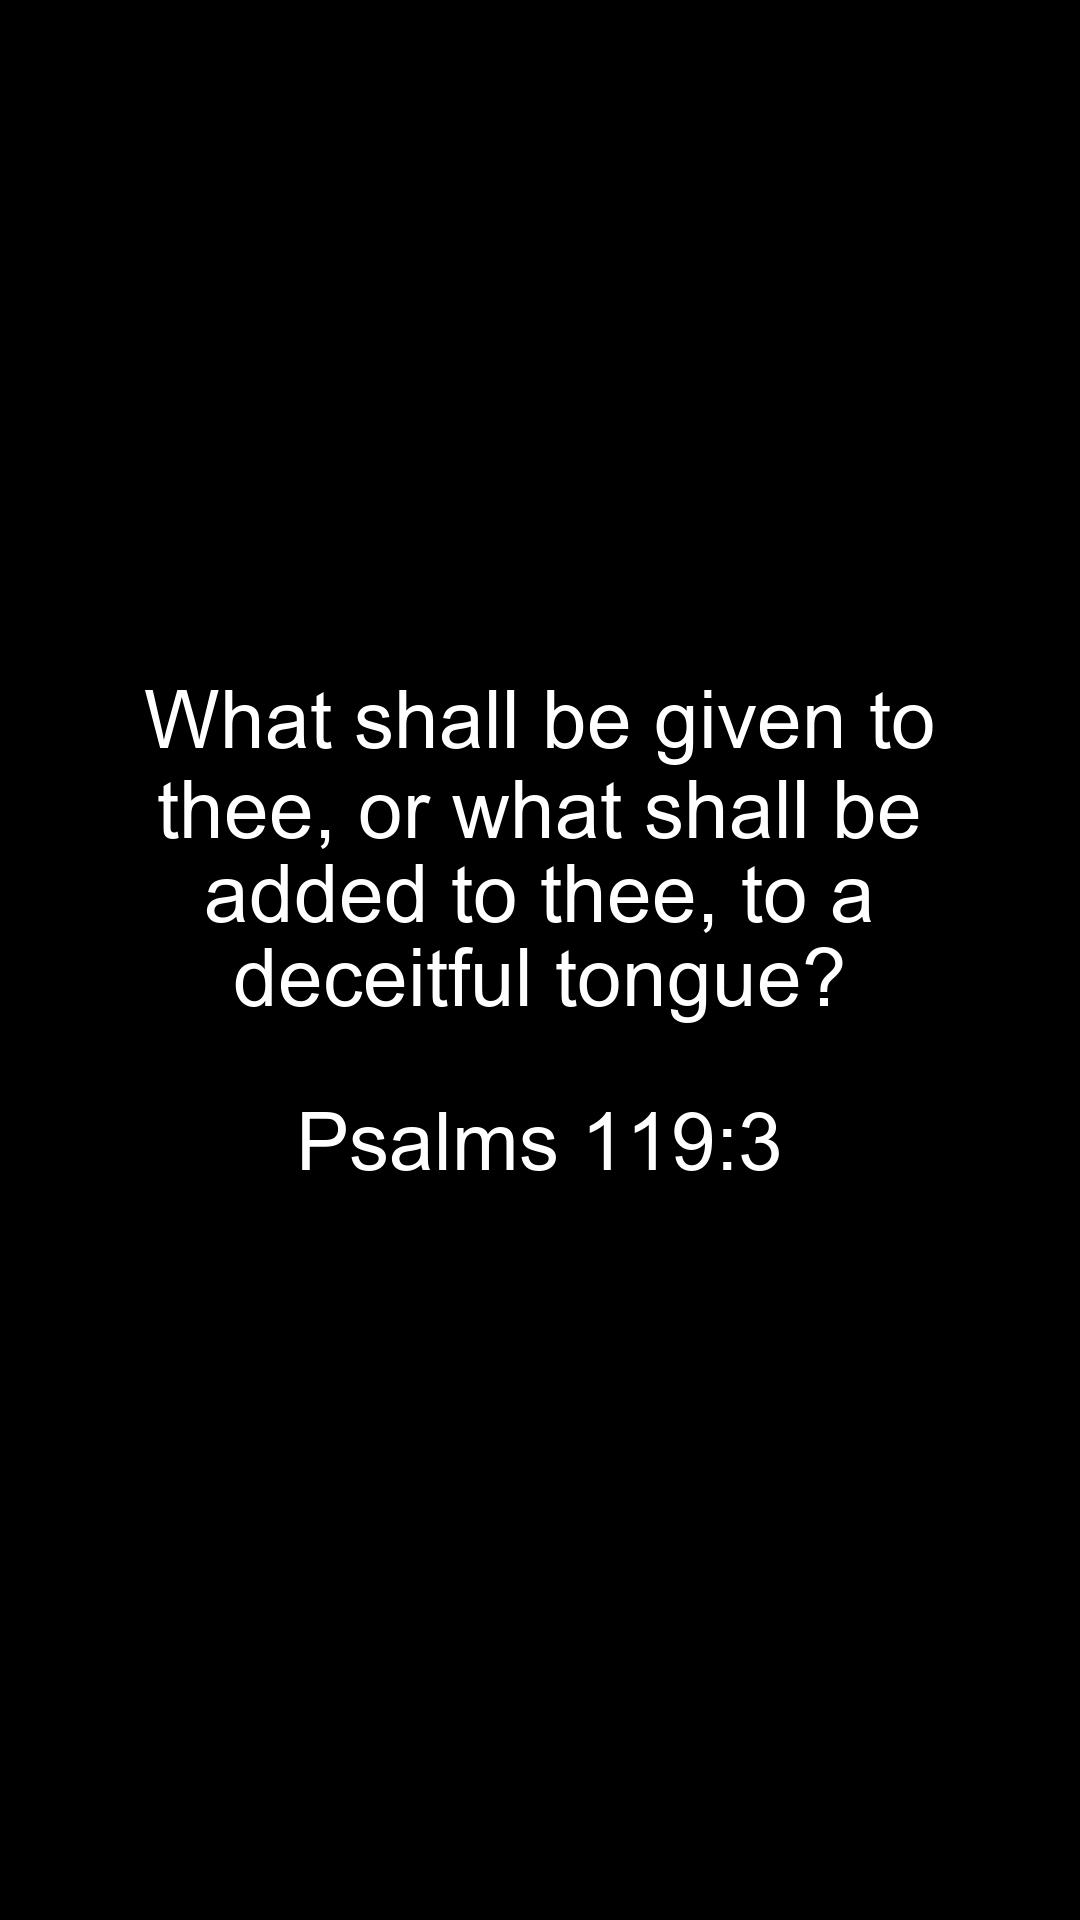 What shall be given to
thee, or what shall be
added to thee, to a
deceitful tongue?
Psalms 119:3